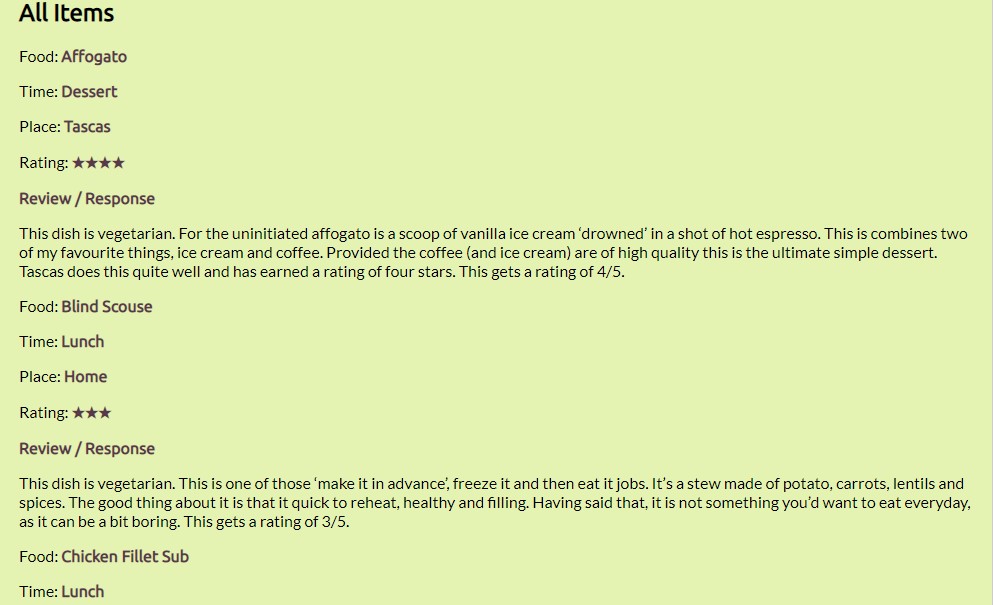 All Items
Food: Affogato
Time: Dessert
Place: Tascas
Rating: ★★★★
Review / Response
This dish is vegetarian. For the uninitiated affogato is a scoop of vanilla ice cream ‘drowned’ in a shot of hot espresso. This is combines two
of my favourite things, ice cream and coffee. Provided the coffee (and ice cream) are of high quality this is the ultimate simple dessert.
Tascas does this quite well and has earned a rating of four stars. This gets a rating of 4/5.
Food: Blind Scouse
Time: Lunch
Place: Home
Rating: ★★★
Review / Response
This dish is vegetarian. This is one of those ‘make it in advance’, freeze it and then eat it jobs. It’s a stew made of potato, carrots, lentils and
spices. The good thing about it is that it quick to reheat, healthy and filling. Having said that, it is not something you’d want to eat everyday,
as it can be a bit boring. This gets a rating of 3/5.
Food: Chicken Fillet Sub
Time: Lunch